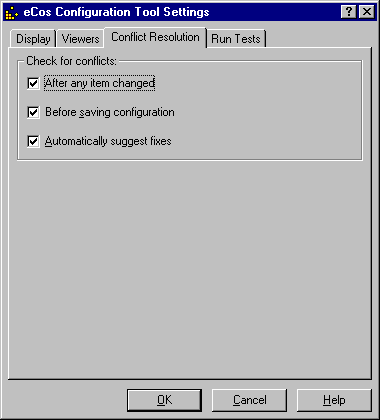 eCos Configuration Tool Settings
Display Viewers Conflict Resolution Run Tests
Check for conflicts:
After any item changed
Before saving configuration
Automatically suggest fixes
OK Cancel Help